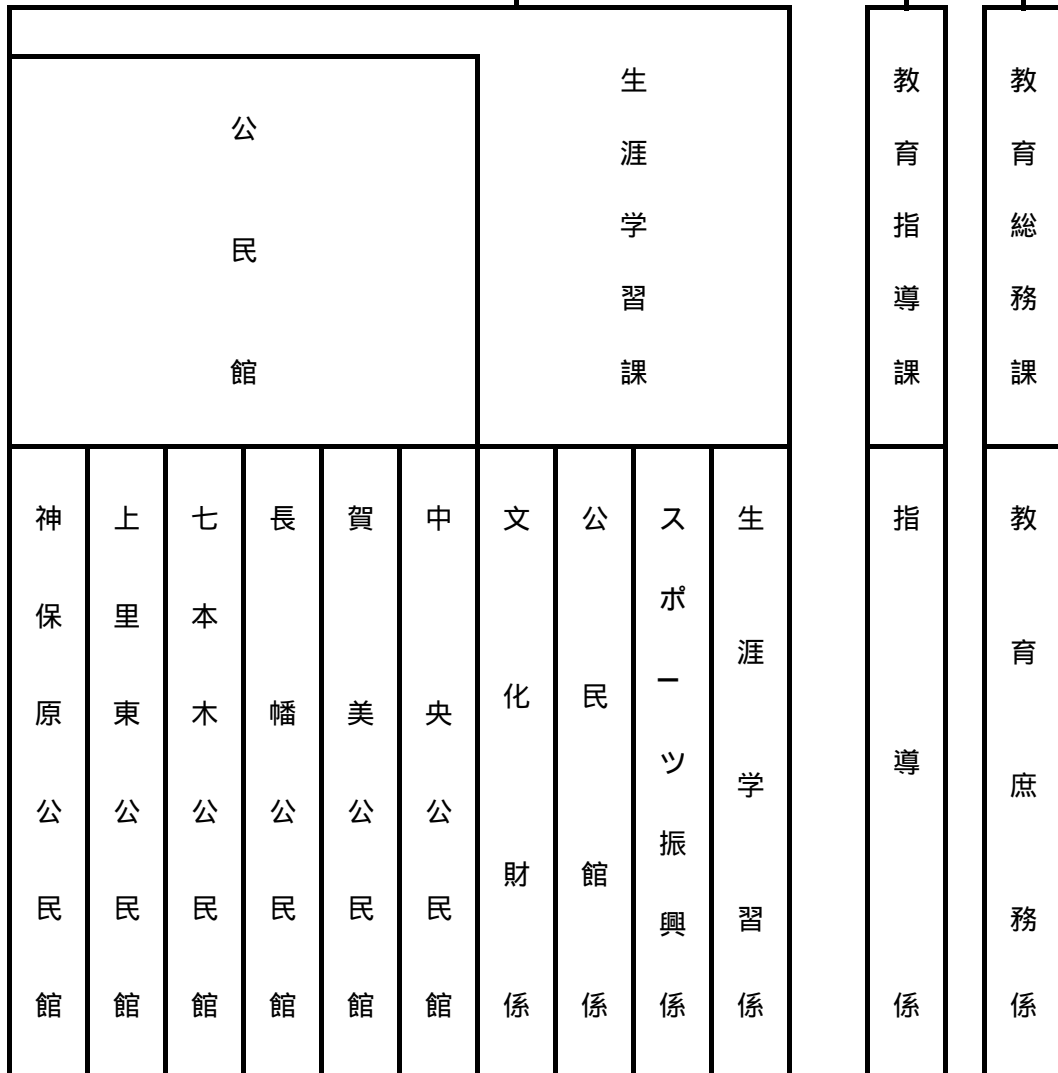 教育総務課
教育指導課
生涯学習課
公民館
教育庶務係
指導係
生涯学習係
スポーツ振興係
公民館係
文化財係
中央公民館
賀美公民館
長幡公民館
七本木公民館
上里東公民館
神保原公民館